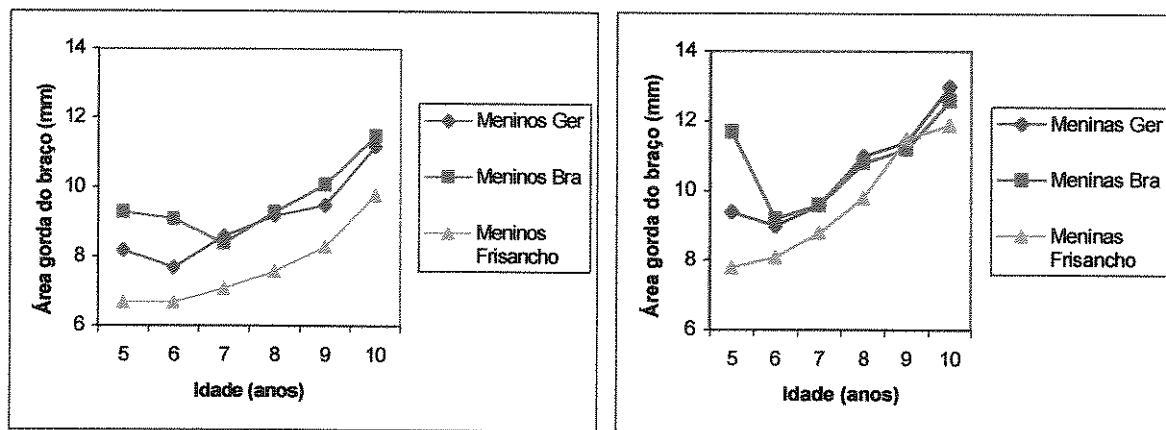 14
12
10
8
6
Área gorda do braço (mm)
5 6 7 8 9 10
Idade (anos)
Meninos Ger
Meninos Bra
Meninos
Frisancho
14
12
10
8
6
Área gorda do braço (mm)
5 6 7 8 9 10
Idade (anos)
Meninas Ger
Meninas Bra
Meninas
Frisancho